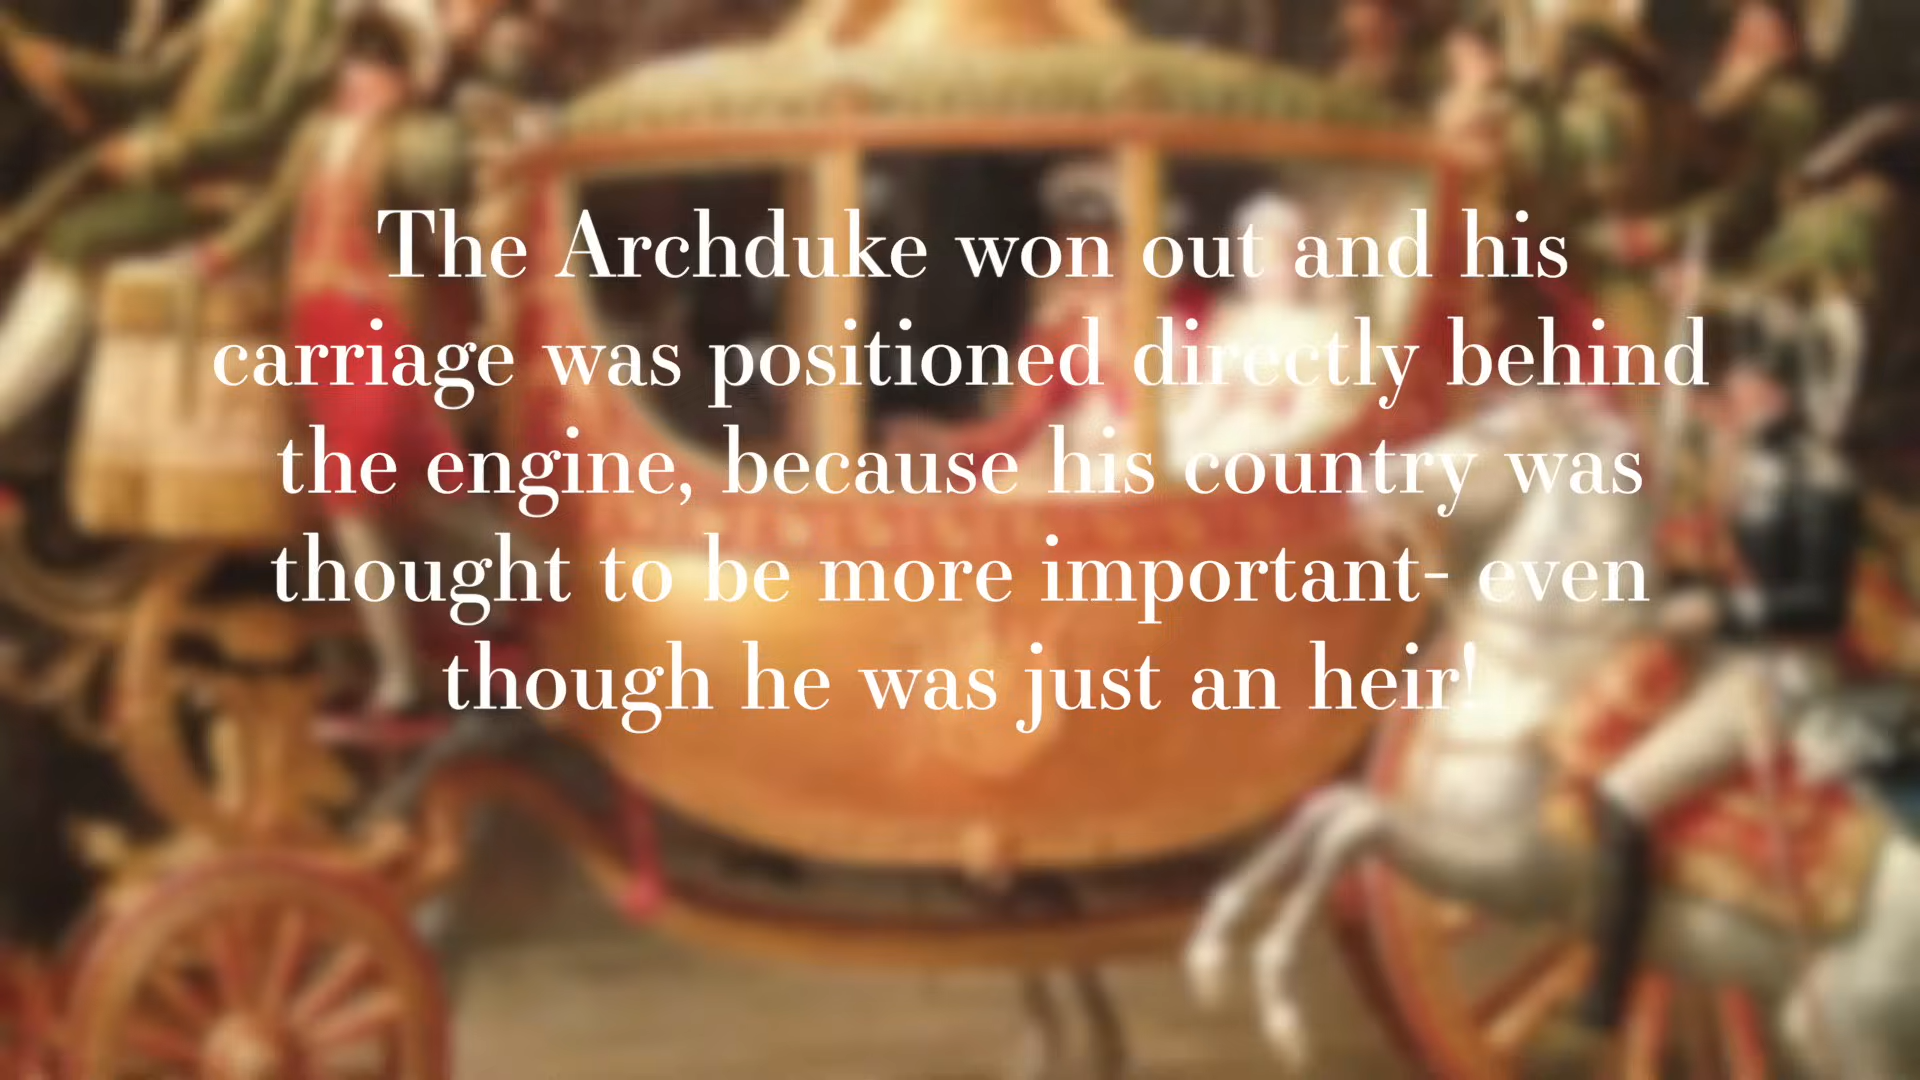 The Archduke won out and his
carriage was positioned directly behind
the engine, because his country was
thought to be more important- even
though he was just an heir!